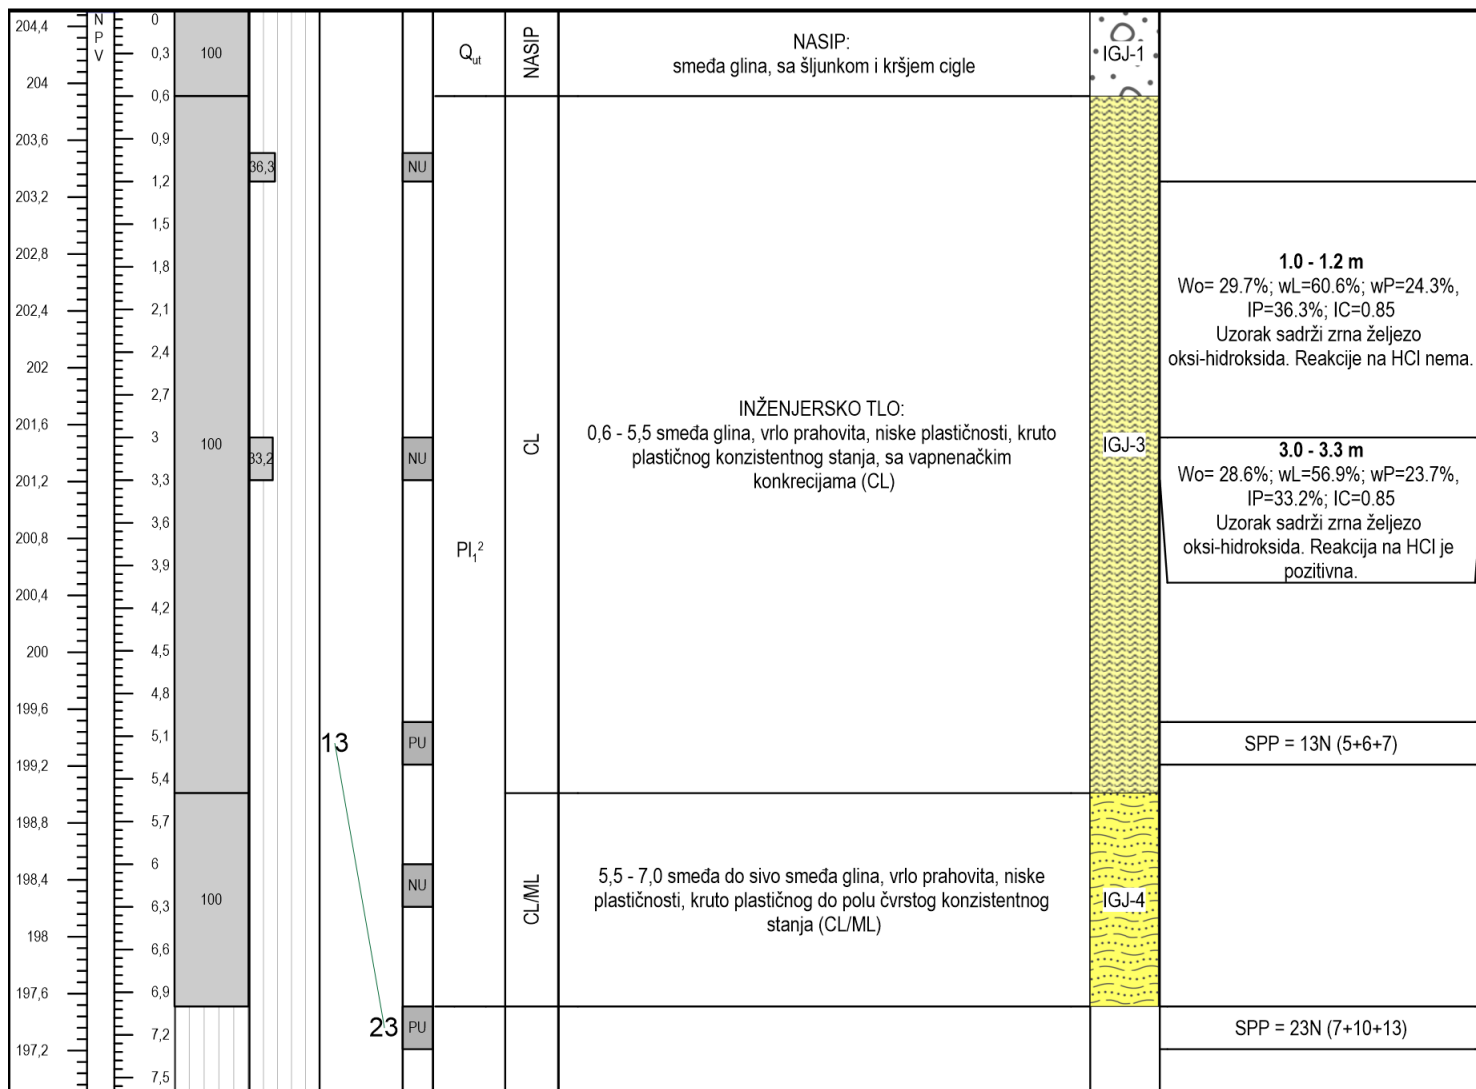 204,4
204
203,6
203,2
202,8
202,4
202
201,6
201,2
200,8
200,4
200
199,6
199,2
198,8
198,4
198
197,6
197,2
N
P
V
0
0,3
0,6
0,9
1,2
1,5
1,8
2,1
2,4
2,7
3
3,3
3,6
3,9
4,2
4,5
4,8
5,1
5,4
5,7
6
6,3
6,6
6,9
7,2
7,5
100
100
100
36,3
33,2
13
23
NU
NU
PU
NU
PU
Qut
Pl₁²
NASIP
CL
CL/ML
NASIP:
smeđa glina, sa šljunkom i kršjem cigle
INŽENJERSKO TLO:
0,6 - 5,5 smeđa glina, vrlo prahovita, niske plastičnosti, kruto
plastičnog konzistentnog stanja, sa vapnenačkim
konkrecijama (CL)
5,5 - 7,0 smeđa do sivo smeđa glina, vrlo prahovita, niske
plastičnosti, kruto plastičnog do polu čvrstog konzistentnog
stanja (CL/ML)
IGJ-1
IGJ-3
IGJ-4
1.0 - 1.2 m
Wo= 29.7%; wL=60.6%; wP=24.3%,
IP=36.3%; IC=0.85
Uzorak sadrži zrna željezo
oksi-hidroksida. Reakcije na HCl nema.
3.0 - 3.3 m
Wo= 28.6%; wL=56.9%; wP=23.7%,
IP=33.2%; IC=0.85
Uzorak sadrži zrna željezo
oksi-hidroksida. Reakcija na HCl je
pozitivna.
SPP = 13N (5+6+7)
SPP = 23N (7+10+13)